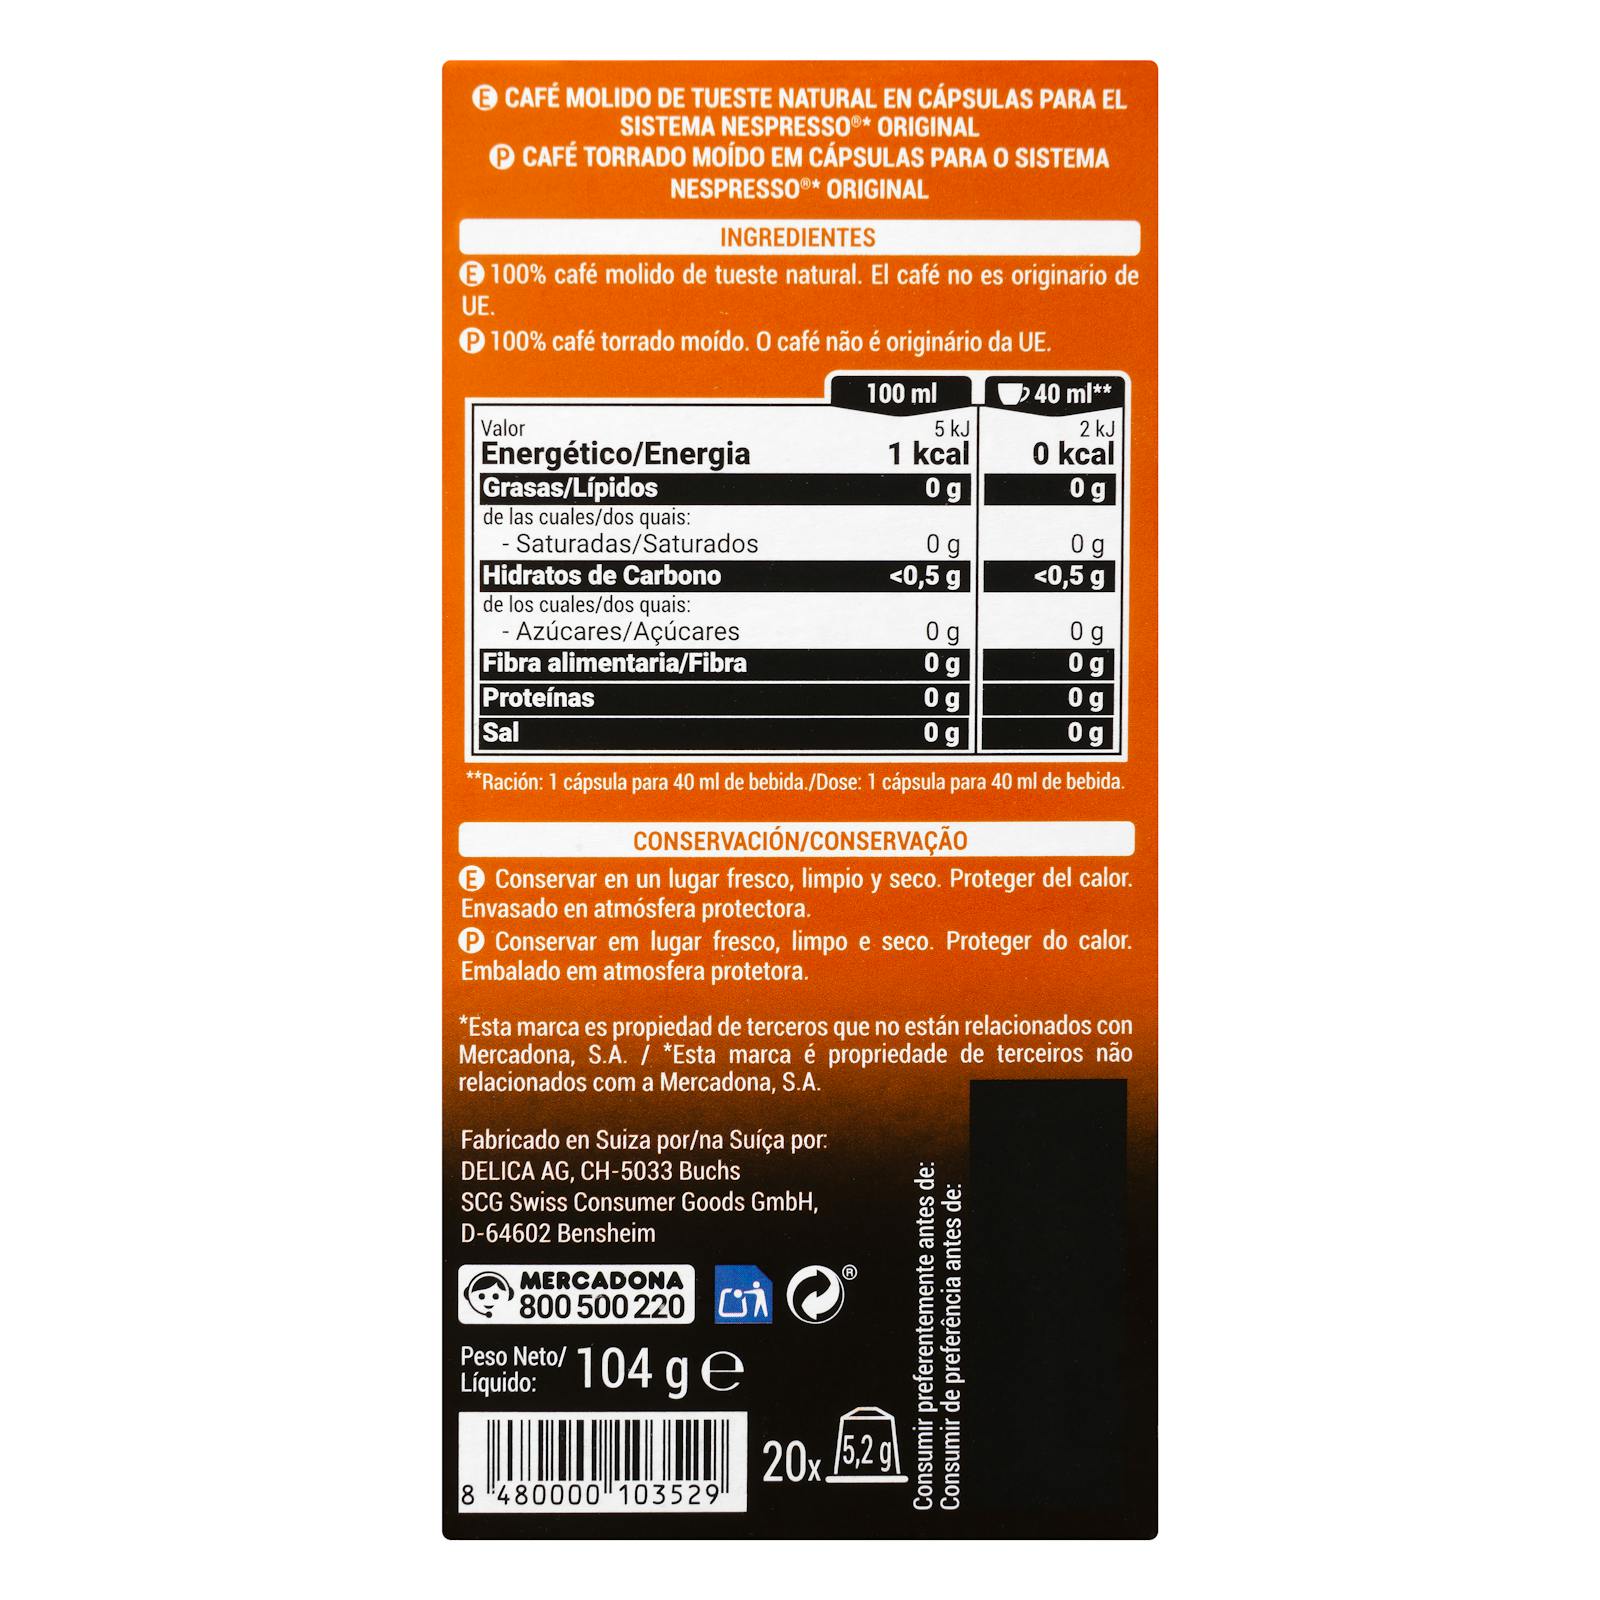 E CAFÉ MOLIDO DE TUESTE NATURAL EN CÁPSULAS PARA EL
SISTEMA NESPRESSO®* ORIGINAL
P CAFÉ TORRADO MOÍDO EM CÁPSULAS PARA O SISTEMA
NESPRESSO®* ORIGINAL
INGREDIENTES
E 100% café molido de tueste natural. El café no es originario de
UE.
P 100% café torrado moído. O café não é originário da UE.
100 ml 40 ml**
Valor 5 kJ 2 kJ
Energético/Energia 1 kcal 0 kcal
Grasas/Lípidos 0 g 0 g
de las cuales/dos quais:
- Saturadas/Saturados 0 g 0 g
Hidratos de Carbono <0,5 g <0,5 g
de los cuales/dos quais:
- Azúcares/Açúcares 0 g 0 g
Fibra alimentaria/Fibra 0 g 0 g
Proteínas 0 g 0 g
Sal 0 g 0 g
**Ración: 1 cápsula para 40 ml de bebida./Dose: 1 cápsula para 40 ml de bebida.
CONSERVACIÓN/CONSERVAÇÃO
E Conservar en un lugar fresco, limpio y seco. Proteger del calor.
Envasado en atmósfera protectora.
P Conservar em lugar fresco, limpo e seco. Proteger do calor.
Embalado em atmosfera protetora.
*Esta marca es propiedad de terceros que no están relacionados con
Mercadona, S.A. / *Esta marca é propriedade de terceiros não
relacionados com a Mercadona, S.A.
Fabricado en Suiza por/na Suíça por:
DELICA AG, CH-5033 Buchs
SCG Swiss Consumer Goods GmbH,
D-64602 Bensheim
MERCADONA
800 500 220
®
Peso Neto/
Líquido:
104 g e
8 480000 103529
20x 5,2 g
Consumir preferentemente antes de:
Consumir de preferência antes de: